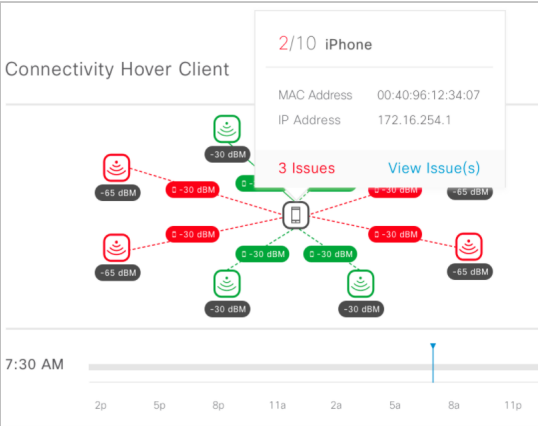 2/10 iPhone
Connectivity Hover Client
MAC Address 00:40:96:12:34:07
IP Address 172.16.254.1
3 Issues View Issue(s)
-30 dBM
-65 dBM
-30 dBM
-30 dBM
-65 dBM
-30 dBM
-30 dBM
-30 dBM
-30 dBM
-65 dBM
-65 dBM
-30 dBM
-30 dBM
7:30 AM
2p 5p 8p 11a 2a 5a 8a 11p